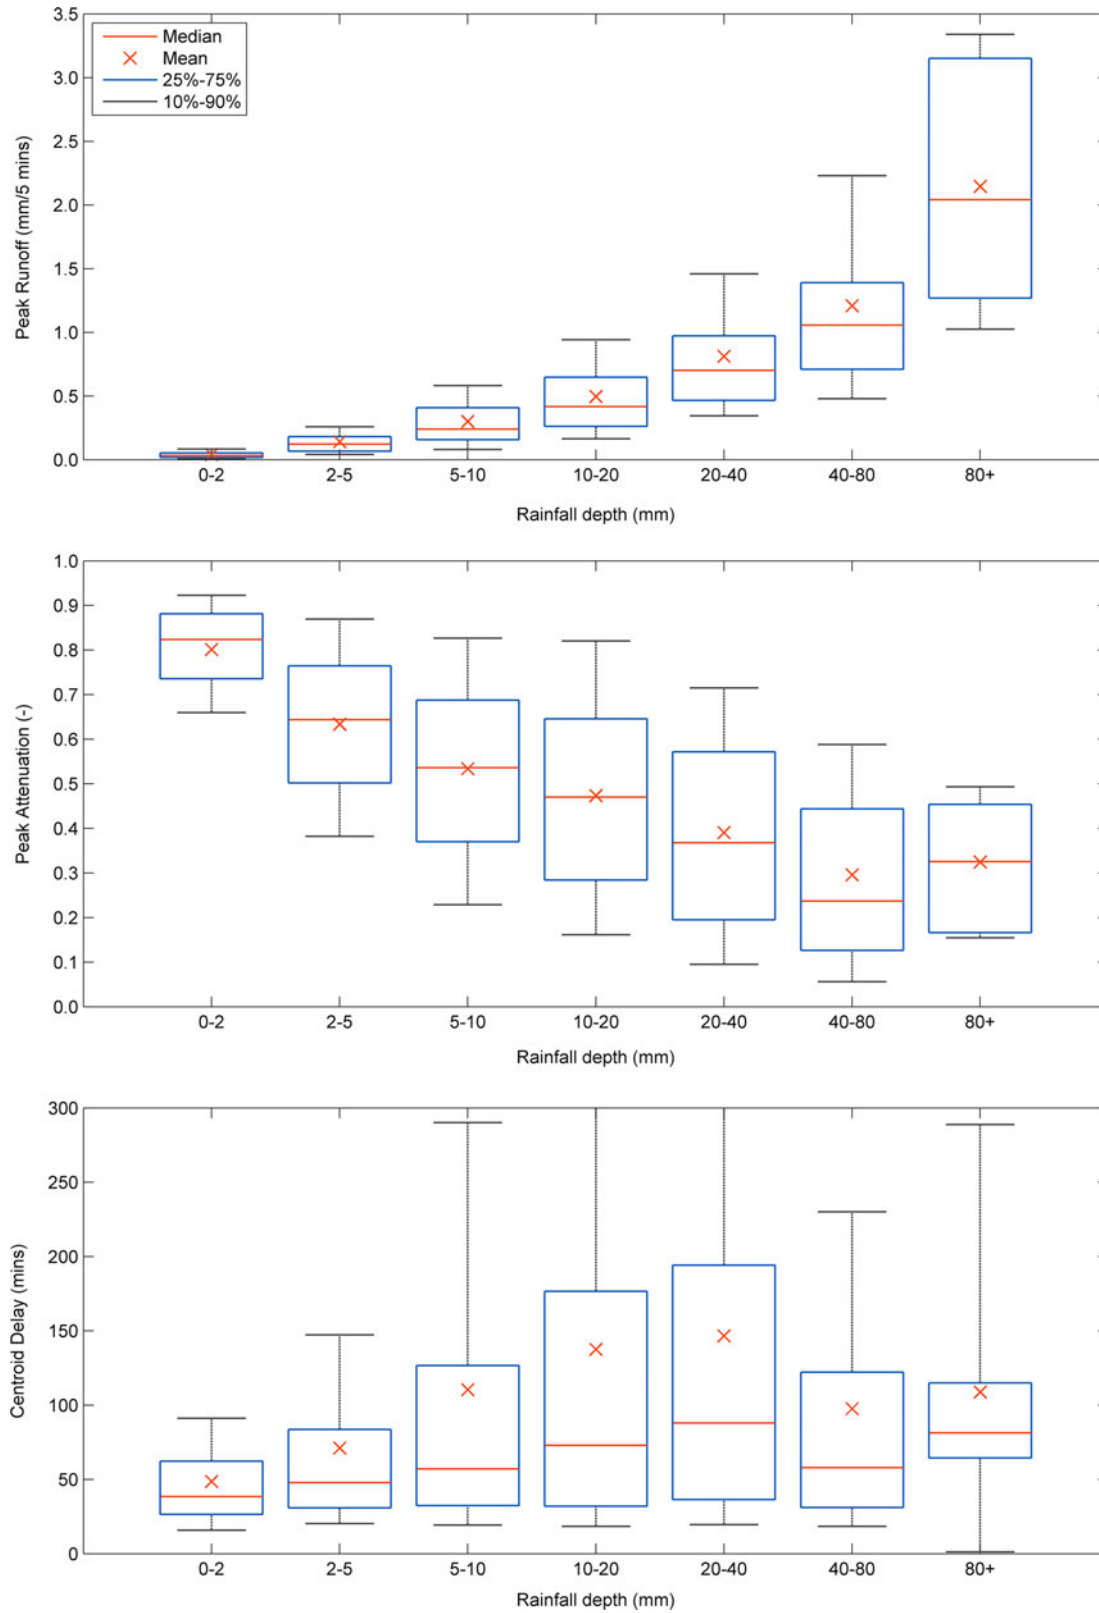 3.5
3.0
2.5
2.0
1.5
1.0
0.5
0.0
Peak Runoff (mm/5 mins)
Median
Mean
25%-75%
10%-90%
0-2 2-5 5-10 10-20 20-40 40-80 80+
Rainfall depth (mm)
1.0
0.9
0.8
0.7
0.6
0.5
0.4
0.3
0.2
0.1
0.0
Peak Attenuation (-)
0-2 2-5 5-10 10-20 20-40 40-80 80+
Rainfall depth (mm)
300
250
200
150
100
50
0
Centroid Delay (mins)
0-2 2-5 5-10 10-20 20-40 40-80 80+
Rainfall depth (mm)